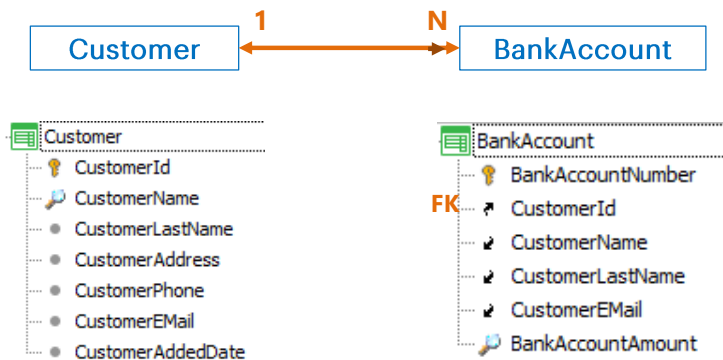 1
N
Customer
BankAccount
Customer
CustomerId
CustomerName
CustomerLastName
CustomerAddress
CustomerPhone
CustomerEMail
CustomerAddedDate
BankAccount
BankAccountNumber
FK
CustomerId
CustomerName
CustomerLastName
CustomerEMail
BankAccountAmount